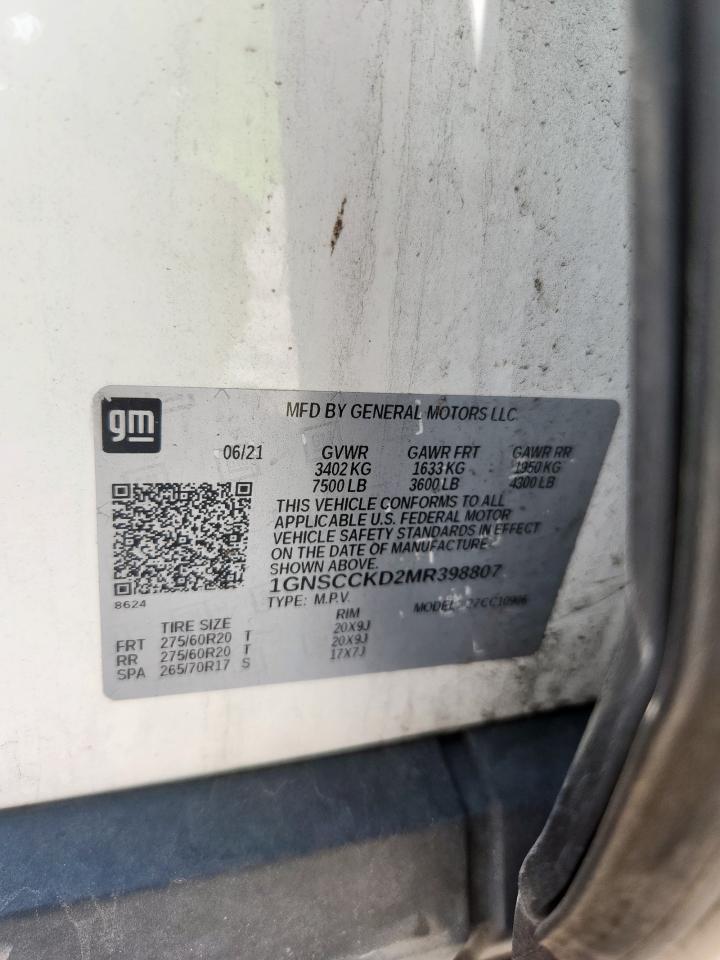 gm
MFD BY GENERAL MOTORS LLC
06/21 GVWR GAWR FRT GAWR RR
3402 KG 1633 KG 1950 KG
7500 LB 3600 LB 4300 LB
THIS VEHICLE CONFORMS TO ALL
APPLICABLE U.S. FEDERAL MOTOR
VEHICLE SAFETY STANDARDS IN EFFECT
ON THE DATE OF MANUFACTURE
SHOWN ABOVE.
1GNSCCKD2MR398807
8624
TYPE: M.P.V. MODEL:
TIRE SIZE RIM
FRT 275/60R20 T 20X9J
RR 275/60R20 T 20X9J
SPA 265/70R17 S 17X7J